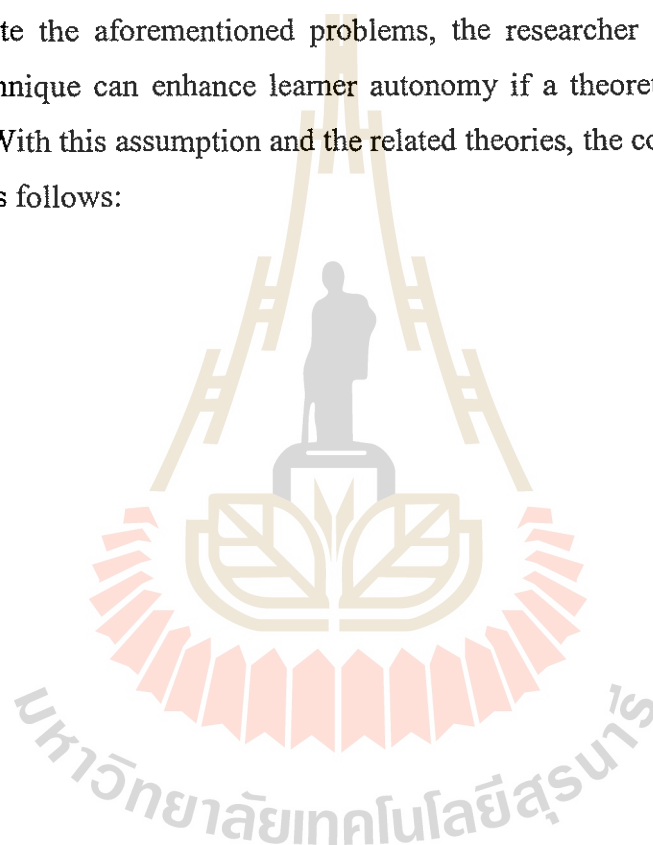 te the aforementioned problems, the researcher
nnique can enhance learner autonomy if a theoret
With this assumption and the related theories, the co
s follows:
มหาวิทยาลัยเทคโนโลยีสุรนารี